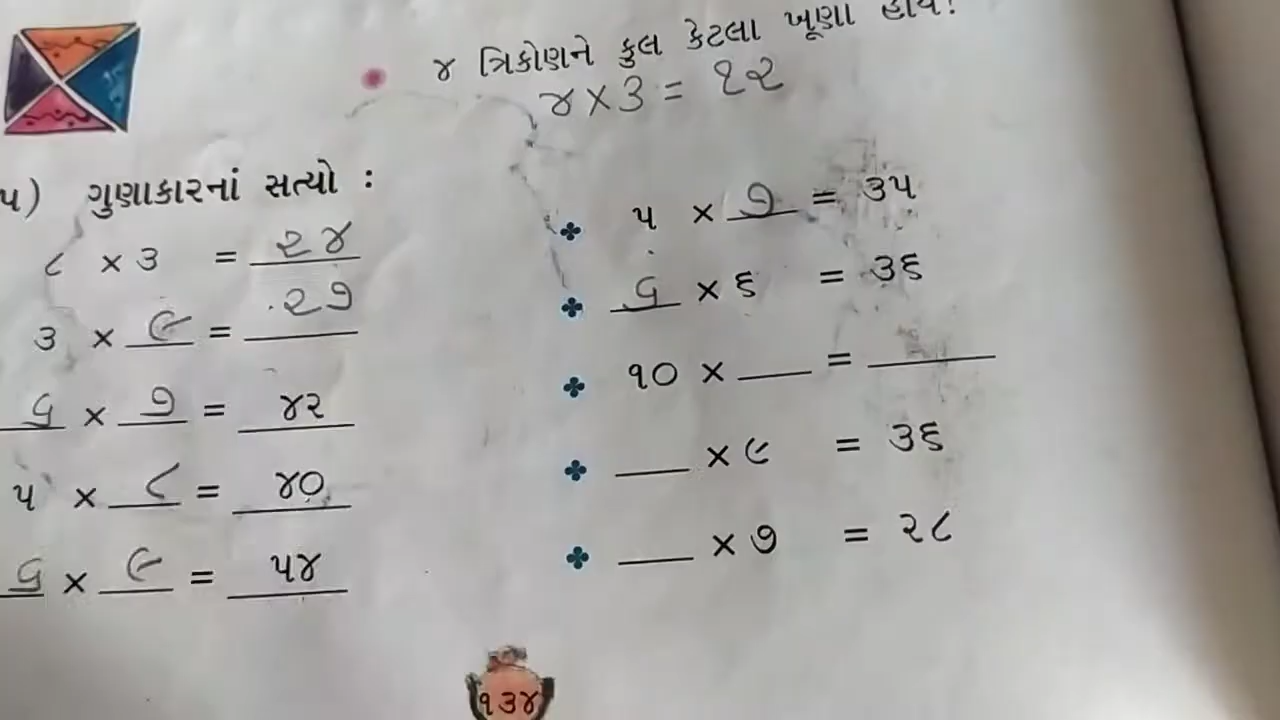 ૪ ત્રિકોણને કુલ કેટલા ખૂણા હોય?
૪ × ૩ = ૧૨
૫) ગુણાકારનાં સત્યો :
૮ × ૩ = ૨૪
૩ × ૯ = ૨૭
૬ × ૭ = ૪૨
૫ × ૮ = ૪૦
૬ × ૯ = ૫૪
૫ × ૭ = ૩૫
૬ × ૬ = ૩૬
૧૦ × ___ = ___
___ × ૯ = ૩૬
___ × ૭ = ૨૮
૧૩૪